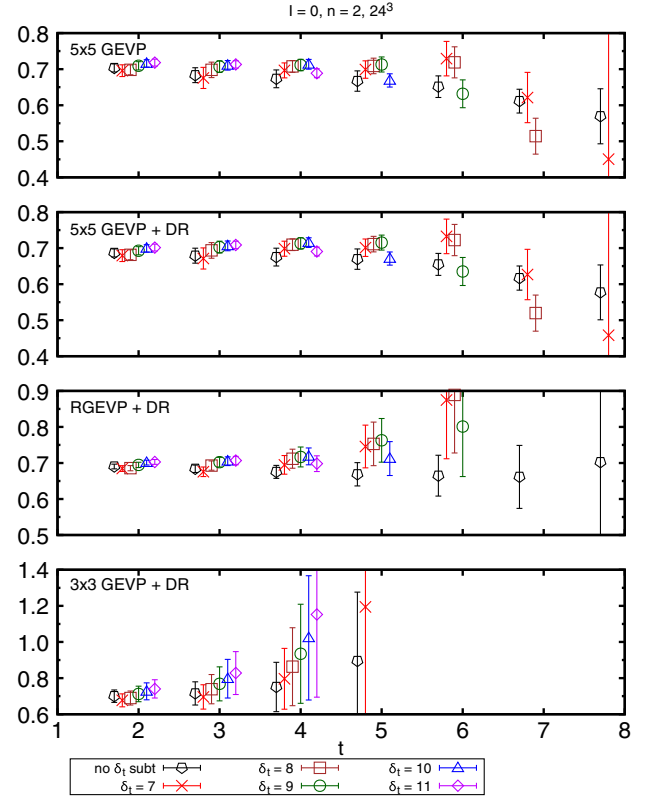 I = 0, n = 2, 24³
0.8
5x5 GEVP
0.7
0.6
0.5
0.4
0.8
5x5 GEVP + DR
0.7
0.6
0.5
0.4
0.9
RGEVP + DR
0.8
0.7
0.6
0.5
1.4
3x3 GEVP + DR
1.2
1.0
0.8
0.6
1 2 3 4 5 6 7 8
t
no δt subt δt = 8 δt = 10
δt = 7 δt = 9 δt = 11